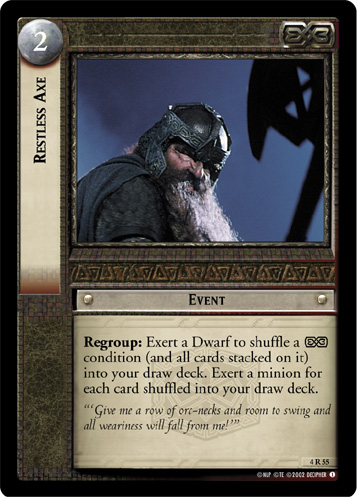 2
RESTLESS AXE
EVENT
Regroup: Exert a Dwarf to shuffle a
condition (and all cards stacked on it)
into your draw deck. Exert a minion for
each card shuffled into your draw deck.
“‘Give me a row of orc-necks and room to swing and
all weariness will fall from me!’”
4 R 55
©NLP ©TE ©2002 DECIPHER